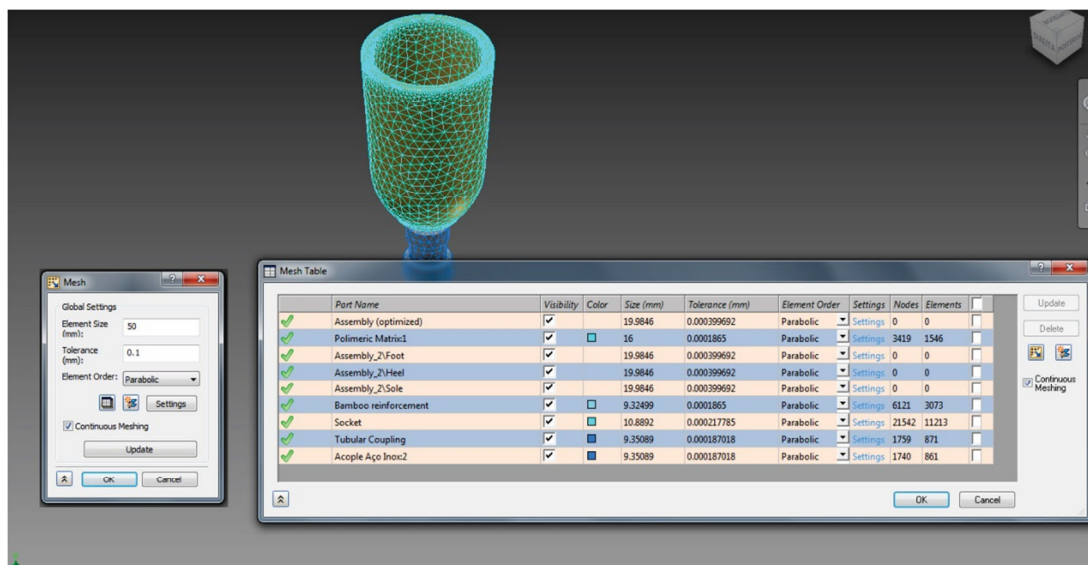 DIREITA
Mesh
Global Settings
Element Size (mm): 50
Tolerance (mm): 0.1
Element Order: Parabolic
Settings
Continuous Meshing
Update
OK Cancel
Mesh Table
Part Name Visibility Color Size (mm) Tolerance (mm) Element Order Settings Nodes Elements
Assembly (optimized) 19.9846 0.000399692 Parabolic Settings 0 0
Polimeric Matrix:1 16 0.0001865 Parabolic Settings 3419 1546
Assembly_2\Foot 19.9846 0.000399692 Parabolic Settings 0 0
Assembly_2\Heel 19.9846 0.000399692 Parabolic Settings 0 0
Assembly_2\Sole 19.9846 0.000399692 Parabolic Settings 0 0
Bamboo reinforcement 9.32499 0.0001865 Parabolic Settings 6121 3073
Socket 10.8892 0.000217785 Parabolic Settings 21542 11213
Tubular Coupling 9.35089 0.000187018 Parabolic Settings 1759 871
Acople Aço Inox:2 9.35089 0.000187018 Parabolic Settings 1740 861
Update
Delete
Continuous Meshing
OK Cancel